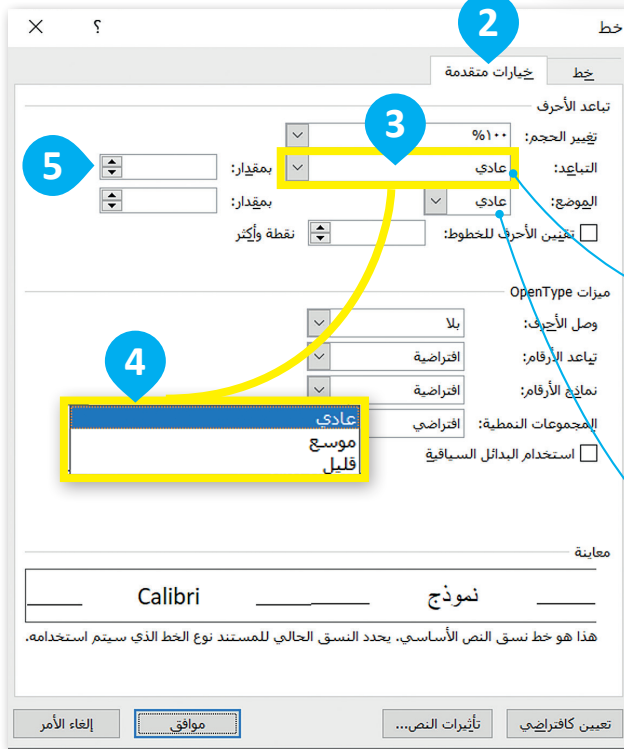 خط
؟
2
خط
خيارات متقدمة
تباعد الأحرف
تغيير الحجم:
%١٠٠
3
التباعد:
عادي
بمقدار:
5
الموضع:
عادي
بمقدار:
تقنين الأحرف للخطوط:
نقطة وأكثر
ميزات OpenType
وصل الأحرف:
بلا
تباعد الأرقام:
افتراضية
نماذج الأرقام:
افتراضية
المجموعات النمطية:
افتراضي
استخدام البدائل السياقية
4
عادي
موسع
قليل
معاينة
نموذج
Calibri
هذا هو خط نسق النص الأساسي. يحدد النسق الحالي للمستند نوع الخط الذي سيتم استخدامه.
تعيين كافتراضي
تأثيرات النص...
موافق
إلغاء الأمر